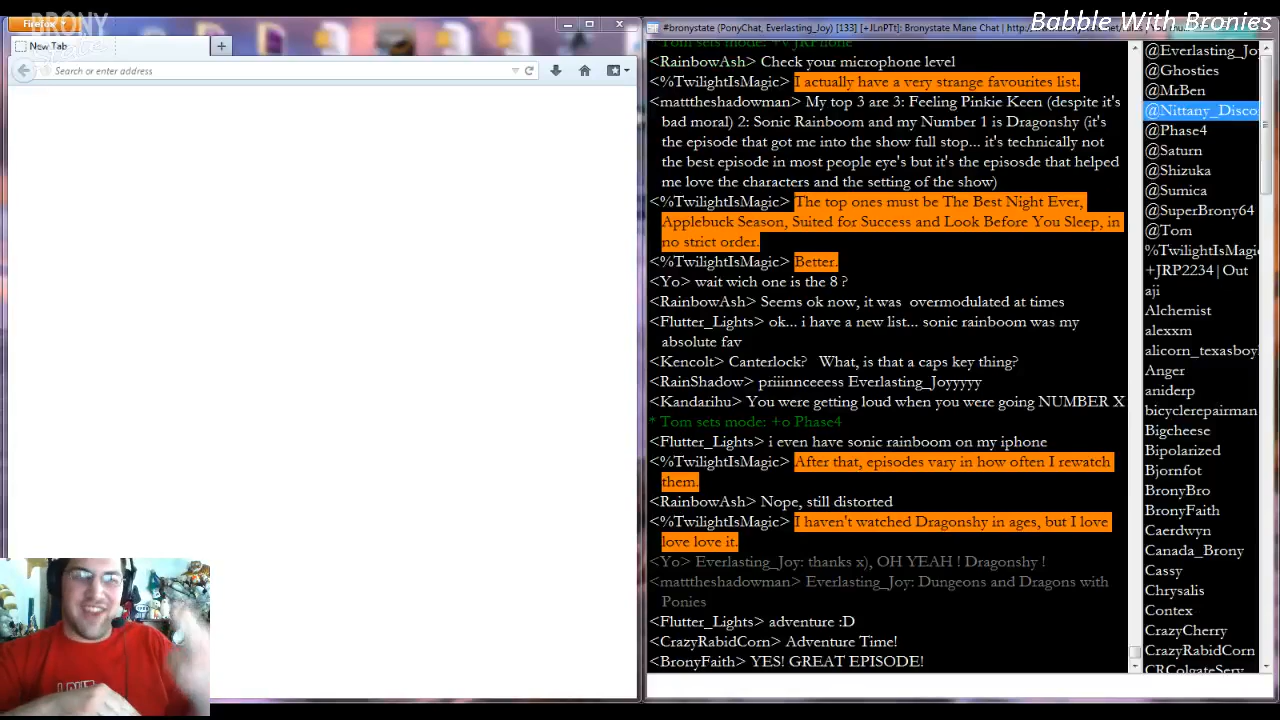 BRONY
Firefox
New Tab
Search or enter address
#bronystate (PonyChat, Everlasting_Joy) [133] [+JLnPTt]: Bronystate Mane Chat | http://
Babble With Bronies
* Tom sets mode: +v JRPhone
<RainbowAsh> Check your microphone level
<%TwilightIsMagic> I actually have a very strange favourites list.
<matttheshadowman> My top 3 are 3: Feeling Pinkie Keen (despite it's
bad moral) 2: Sonic Rainboom and my Number 1 is Dragonshy (it's
the episode that got me into the show full stop... it's technically not
the best episode in most people eye's but it's the episosde that helped
me love the characters and the setting of the show)
<%TwilightIsMagic> The top ones must be The Best Night Ever,
Applebuck Season, Suited for Success and Look Before You Sleep, in
no strict order.
<%TwilightIsMagic> Better.
<Yo> wait wich one is the 8 ?
<RainbowAsh> Seems ok now, it was overmodulated at times
<Flutter_Lights> ok... i have a new list... sonic rainboom was my
absolute fav
<Kencolt> Canterlock? What, is that a caps key thing?
<RainShadow> priiinnceeess Everlasting_Joyyyyy
<Kandarihu> You were getting loud when you were going NUMBER X
* Tom sets mode: +o Phase4
<Flutter_Lights> i even have sonic rainboom on my iphone
<%TwilightIsMagic> After that, episodes vary in how often I rewatch
them.
<RainbowAsh> Nope, still distorted
<%TwilightIsMagic> I haven't watched Dragonshy in ages, but I love
love love it.
<Yo> Everlasting_Joy: thanks x), OH YEAH ! Dragonshy !
<matttheshadowman> Everlasting_Joy: Dungeons and Dragons with
Ponies
<Flutter_Lights> adventure :D
<CrazyRabidCorn> Adventure Time!
<BronyFaith> YES! GREAT EPISODE!
@Everlasting_Jo
@Ghosties
@MrBen
@Nittany_Disco
@Phase4
@Saturn
@Shizuka
@Sumica
@SuperBrony64
@Tom
%TwilightIsMagi
+JRP2234|Out
aji
Alchemist
alexxm
alicorn_texasboy
Anger
aniderp
bicyclerepairman
Bigcheese
Bipolarized
Bjornfot
BronyBro
BronyFaith
Caerdwyn
Canada_Brony
Cassy
Chrysalis
Contex
CrazyCherry
CrazyRabidCorn
CRColgateServ